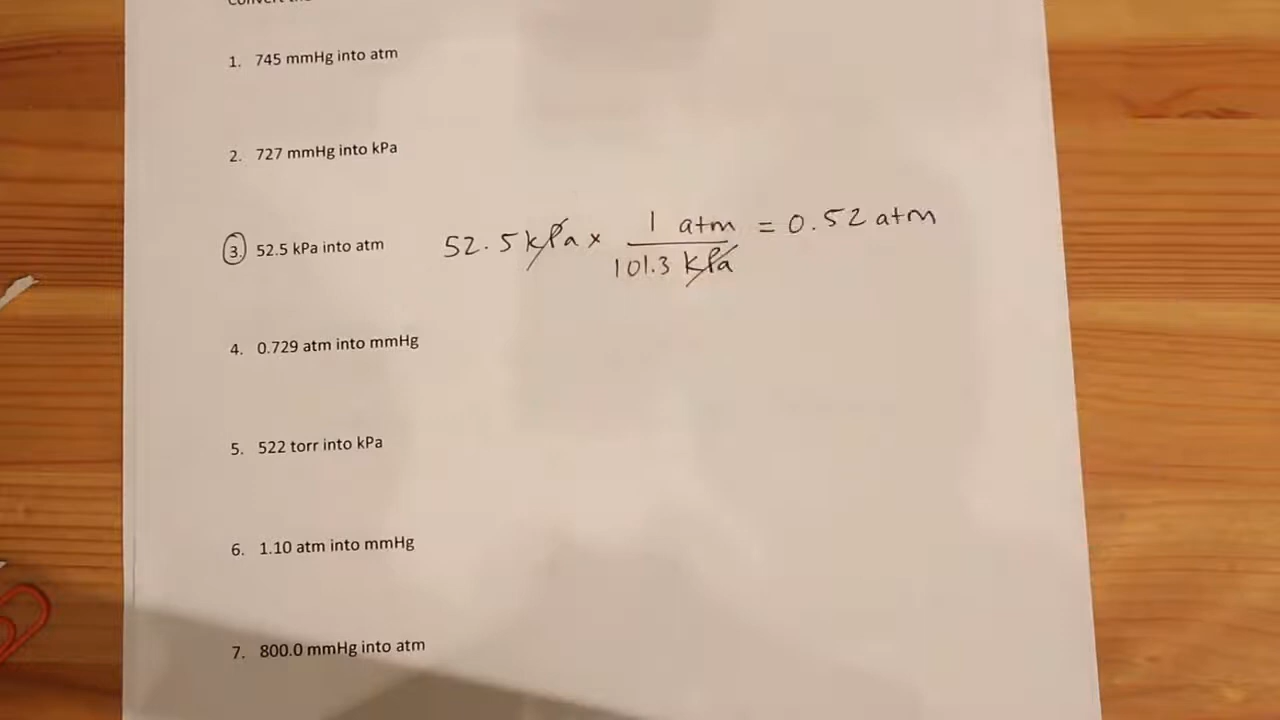 1. 745 mmHg into atm
2. 727 mmHg into kPa
3. 52.5 kPa into atm 52.5 kPa x 1 atm / 101.3 kPa = 0.52 atm
4. 0.729 atm into mmHg
5. 522 torr into kPa
6. 1.10 atm into mmHg
7. 800.0 mmHg into atm